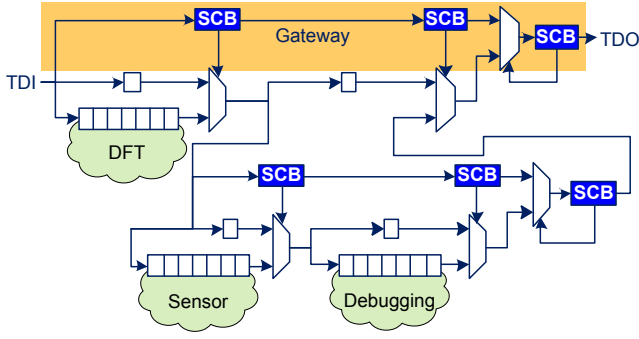 SCB
SCB
Gateway
SCB
TDO
TDI
DFT
SCB
SCB
SCB
Sensor
Debugging